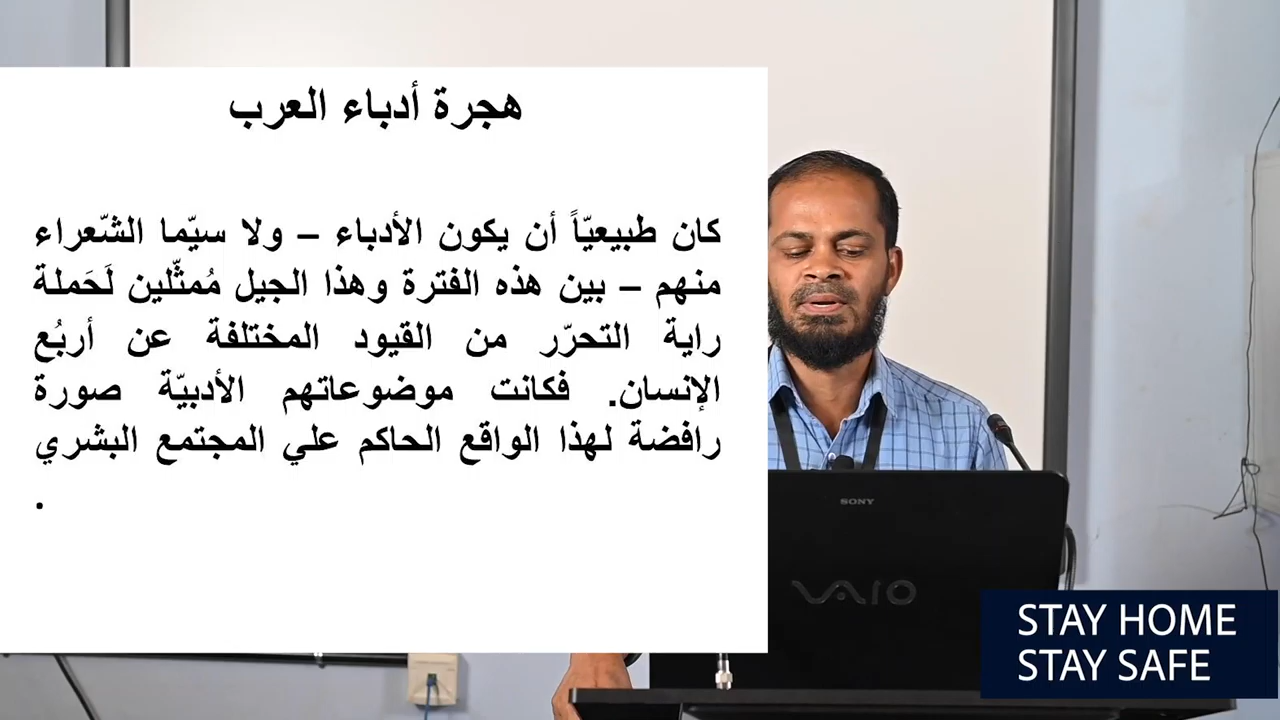 هجرة أدباء العرب
كان طبيعيّاً أن يكون الأدباء – ولا سيّما الشّعراء
منهم – بين هذه الفترة وهذا الجيل مُمثّلين لَحَملة
راية التحرّر من القيود المختلفة عن أربُع
الإنسان. فكانت موضوعاتهم الأدبيّة صورة
رافضة لهذا الواقع الحاكم علي المجتمع البشري
.
SONY
VAIO
STAY HOME
STAY SAFE